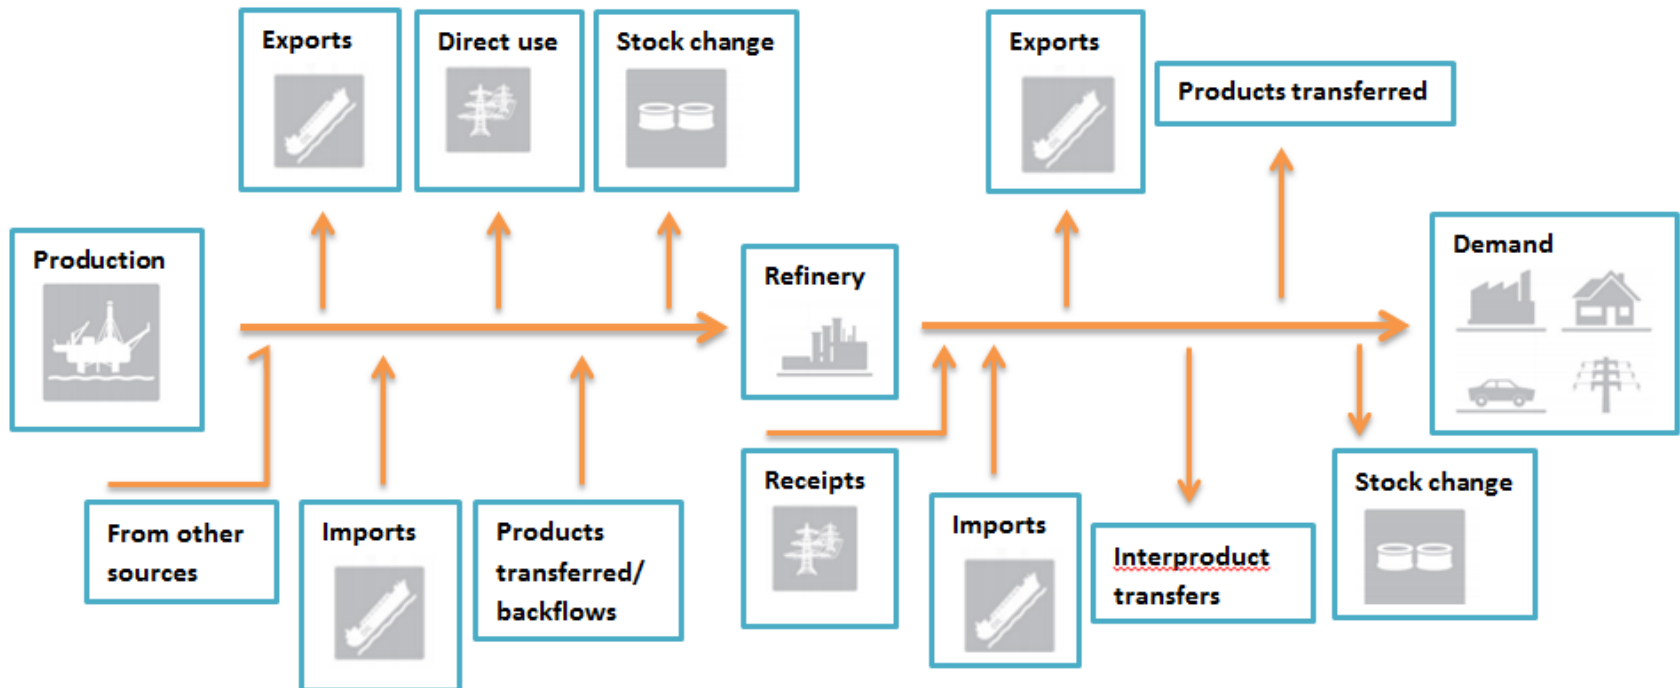 Exports
Direct use
Stock change
Exports
Products transferred
Production
Refinery
Demand
From other
sources
Imports
Products
transferred/
backflows
Receipts
Imports
Interproduct
transfers
Stock change